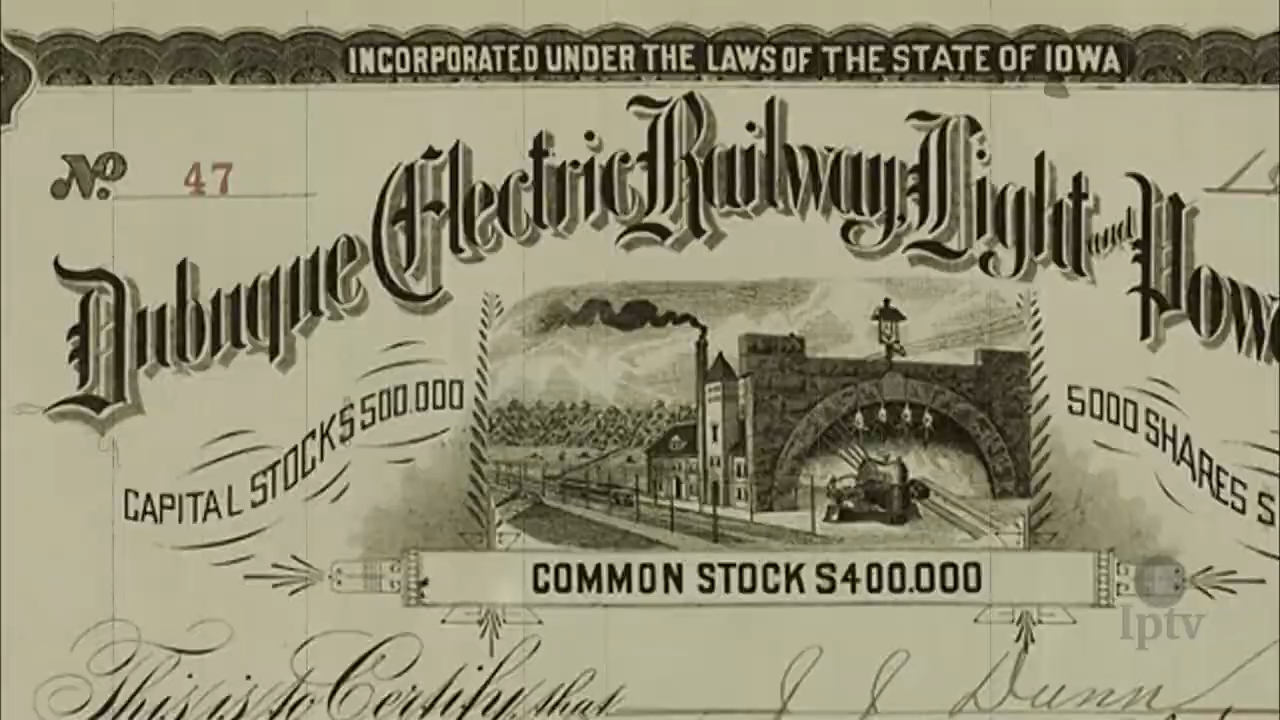 INCORPORATED UNDER THE LAWS OF THE STATE OF IOWA
No. 47
Dubuque Electric Railway, Light and Pow
CAPITAL STOCK $500.000
5000 SHARES $
COMMON STOCK $400.000
This is to Certify, that J J Dunn
Iptv